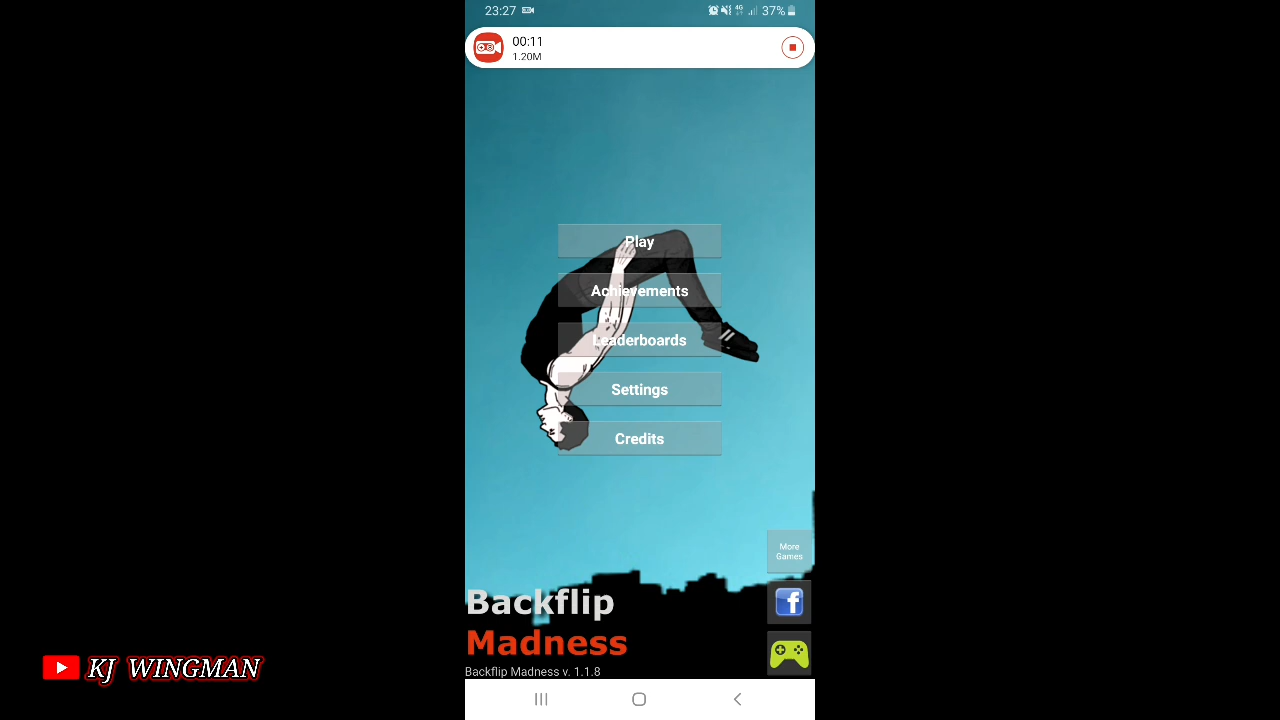 23:27
4G
37%
00:11
1.20M
Play
Achievements
Leaderboards
Settings
Credits
More
Games
f
Backflip
Madness
Backflip Madness v. 1.1.8
KJ WINGMAN